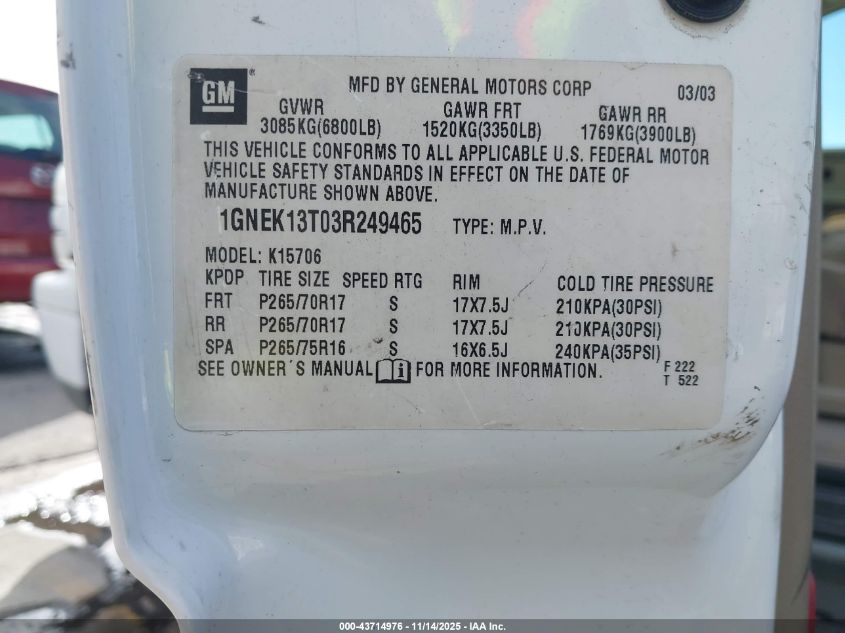 GM®
MFD BY GENERAL MOTORS CORP 03/03
GVWR GAWR FRT GAWR RR
3085KG(6800LB) 1520KG(3350LB) 1769KG(3900LB)
THIS VEHICLE CONFORMS TO ALL APPLICABLE U.S. FEDERAL MOTOR
VEHICLE SAFETY STANDARDS IN EFFECT ON THE DATE OF
MANUFACTURE SHOWN ABOVE.
1GNEK13T03R249465 TYPE: M.P.V.
MODEL: K15706
KPDP TIRE SIZE SPEED RTG RIM COLD TIRE PRESSURE
FRT P265/70R17 S 17X7.5J 210KPA(30PSI)
RR P265/70R17 S 17X7.5J 210KPA(30PSI)
SPA P265/75R16 S 16X6.5J 240KPA(35PSI)
SEE OWNER´S MANUAL i FOR MORE INFORMATION.
F 222
T 522
000-43714976 - 11/14/2025 - IAA Inc.